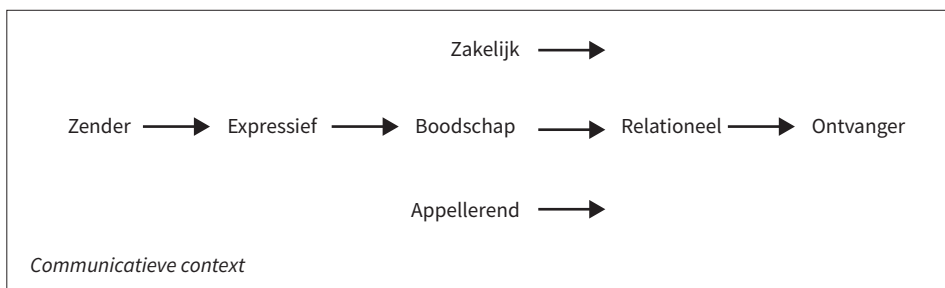 Zakelijk
Zender Expressief Boodschap Relationeel Ontvanger
Appellerend
Communicatieve context